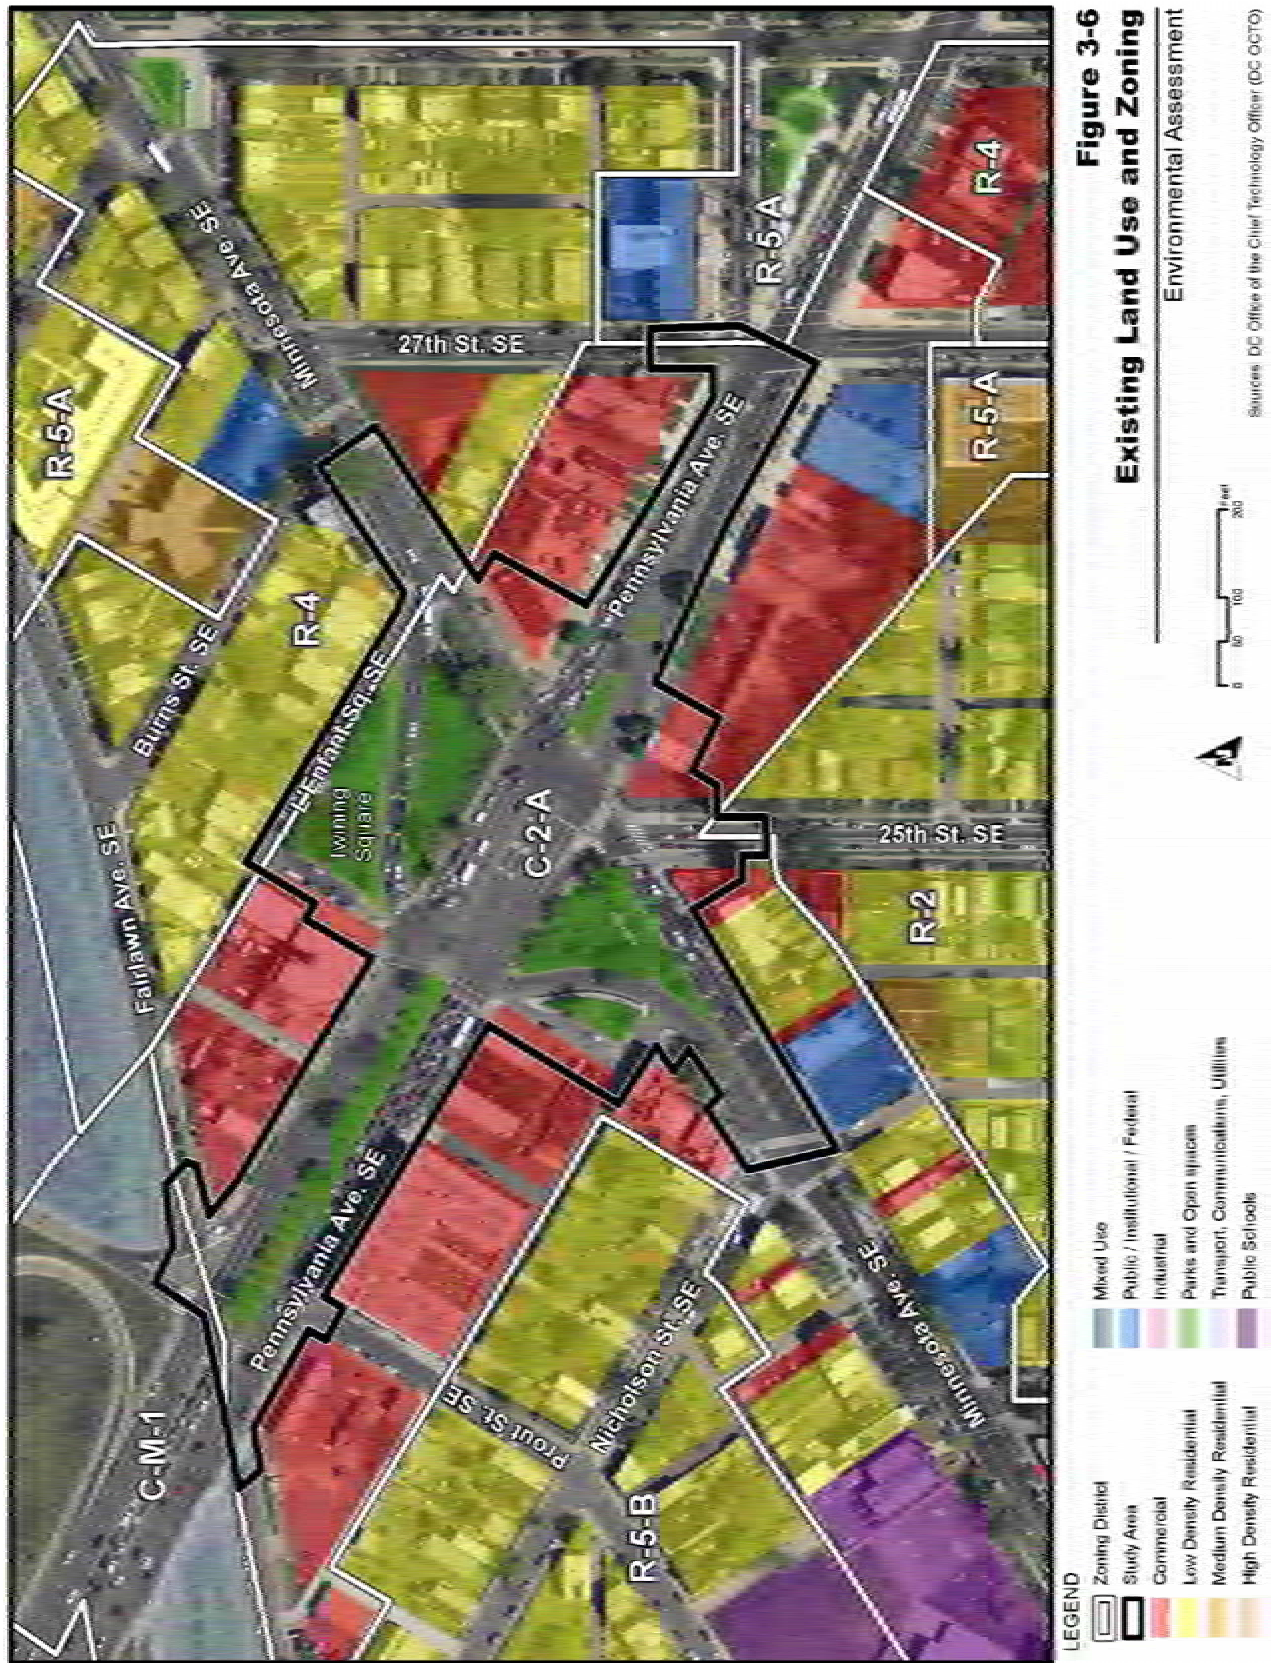 Figure 3-6
Existing Land Use and Zoning
Environmental Assessment
Sources: DC Office of the Chief Technology Officer (DC OCTO)
R-5-A
R-4
Minnesota Ave SE
27th St. SE
R-5-A
R-4
R-5-A
Burns St. SE
L'Enfant Sq. SE
Pennsylvania Ave. SE
Twining
Square
Fairlawn Ave. SE
C-2-A
25th St. SE
R-2
Pennsylvania Ave. SE
C-M-1
Prout St. SE
Nicholson St. SE
Minnesota Ave. SE
R-5-B
LEGEND
Zoning District
Study Area
Commercial
Low Density Residential
Medium Density Residential
High Density Residential
Mixed Use
Public / Institutional / Federal
Industrial
Parks and Open spaces
Transport, Communications, Utilities
Public Schools
N
0 50 100 200
Feet